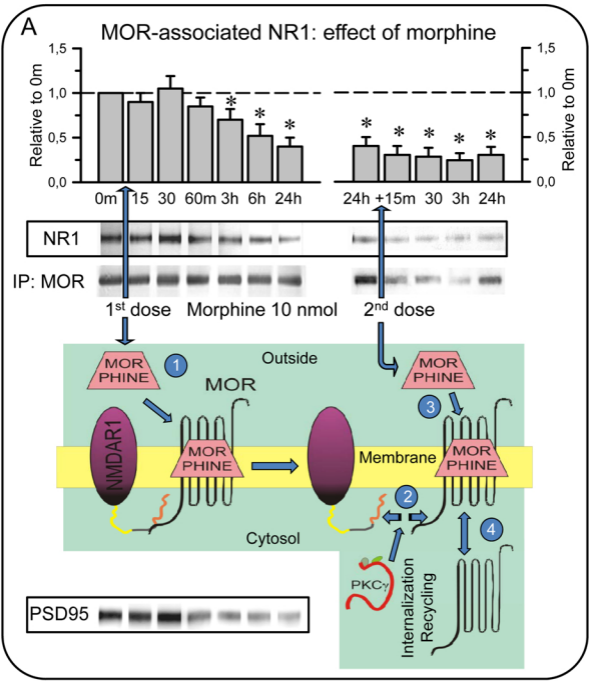 A
MOR-associated NR1: effect of morphine
Relative to 0m
1,5
1,0
0,5
0,0
* * *
0m 15 30 60m 3h 6h 24h
* * * * *
24h +15m 30 3h 24h
1,5
1,0
0,5
0,0
Relative to 0m
NR1
IP: MOR
1st dose Morphine 10 nmol 2nd dose
Outside
MOR
PHINE
1
MOR
MOR
PHINE
3
NMDAR1
MOR
PHINE
Membrane
MOR
PHINE
2
4
Cytosol
PKCγ
Internalization
Recycling
PSD95